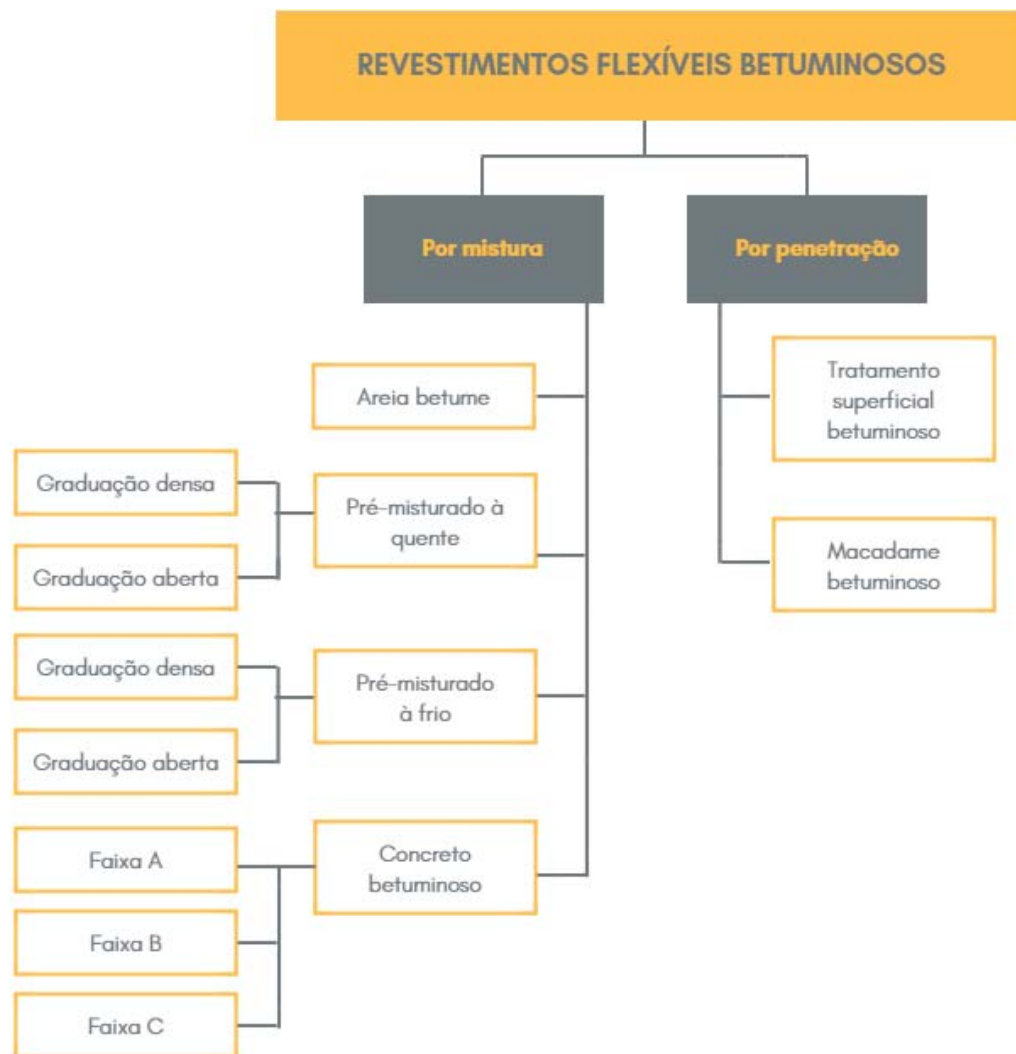 REVESTIMENTOS FLEXÍVEIS BETUMINOSOS
Por mistura
Por penetração
Areia betume
Pré-misturado à
quente
Graduação densa
Graduação aberta
Pré-misturado
à frio
Graduação densa
Graduação aberta
Concreto
betuminoso
Faixa A
Faixa B
Faixa C
Tratamento
superficial
betuminoso
Macadame
betuminoso